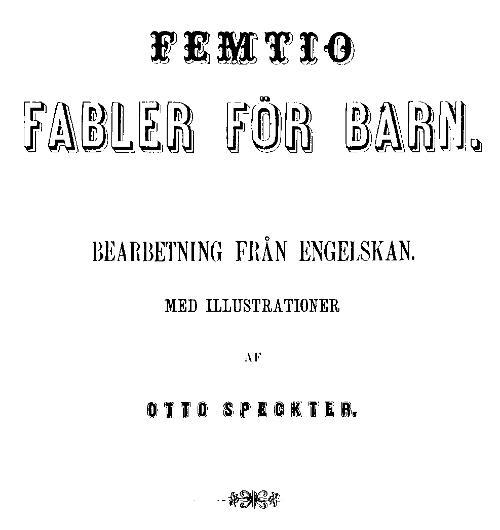 FEMTIO
FABLER FÖR BARN.
BEARBETNING FRÅN ENGELSKAN.
MED ILLUSTRATIONER
AF
OTTO SPECKTER.